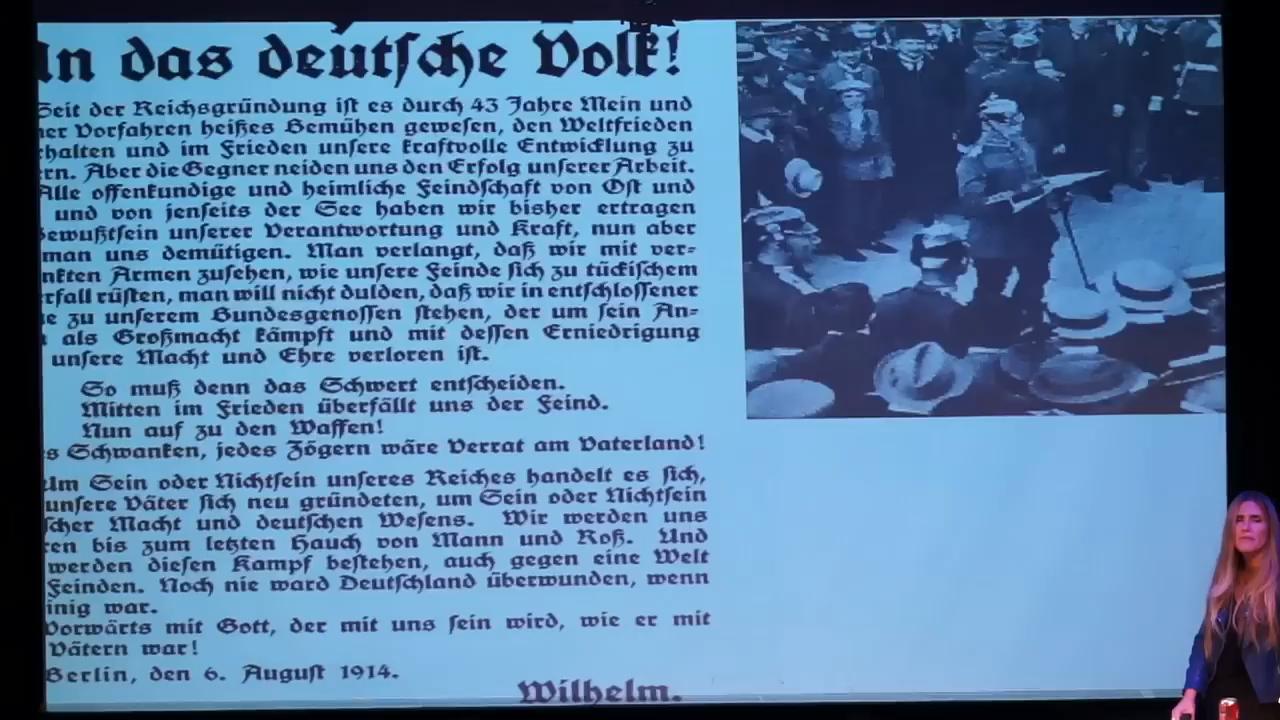 An das deutsche Volk!
Seit der Reichsgründung ist es durch 43 Jahre Mein und
ner Vorfahren heißes Bemühen gewesen, den Weltfrieden
rhalten und im Frieden unsere kraftvolle Entwicklung zu
ern. Aber die Gegner neiden uns den Erfolg unserer Arbeit.
Alle offenkundige und heimliche Feindschaft von Ost und
und von jenseits der See haben wir bisher ertragen
ewußtsein unserer Verantwortung und Kraft, nun aber
man uns demütigen. Man verlangt, daß wir mit ver-
nkten Armen zusehen, wie unsere Feinde sich zu tückischem
rfall rüsten, man will nicht dulden, daß wir in entschlossener
e zu unserem Bundesgenossen stehen, der um sein An-
als Großmacht kämpft und mit dessen Erniedrigung
unsere Macht und Ehre verloren ist.
So muß denn das Schwert entscheiden.
Mitten im Frieden überfällt uns der Feind.
Nun auf zu den Waffen!
s Schwanken, jedes Zögern wäre Verrat am Vaterland!
Um Sein oder Nichtsein unseres Reiches handelt es sich,
unsere Väter sich neu gründeten, um Sein oder Nichtsein
scher Macht und deutschen Wesens. Wir werden uns
ren bis zum letzten Hauch von Mann und Roß. Und
werden diesen Kampf bestehen, auch gegen eine Welt
Feinden. Noch nie ward Deutschland überwunden, wenn
inig war.
Vorwärts mit Gott, der mit uns sein wird, wie er mit
Vätern war!
Berlin, den 6. August 1914.
Wilhelm.